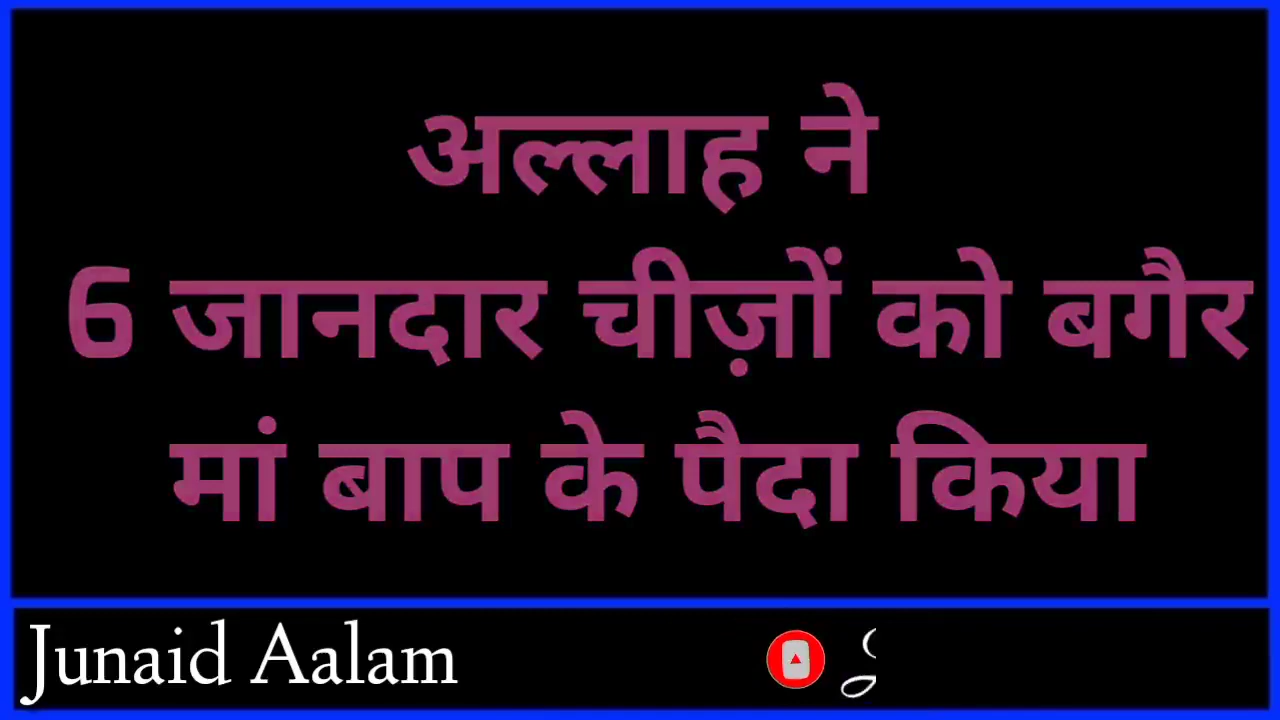 अल्लाह ने
6 जानदार चीज़ों को बगैर
मां बाप के पैदा किया
Junaid Aalam